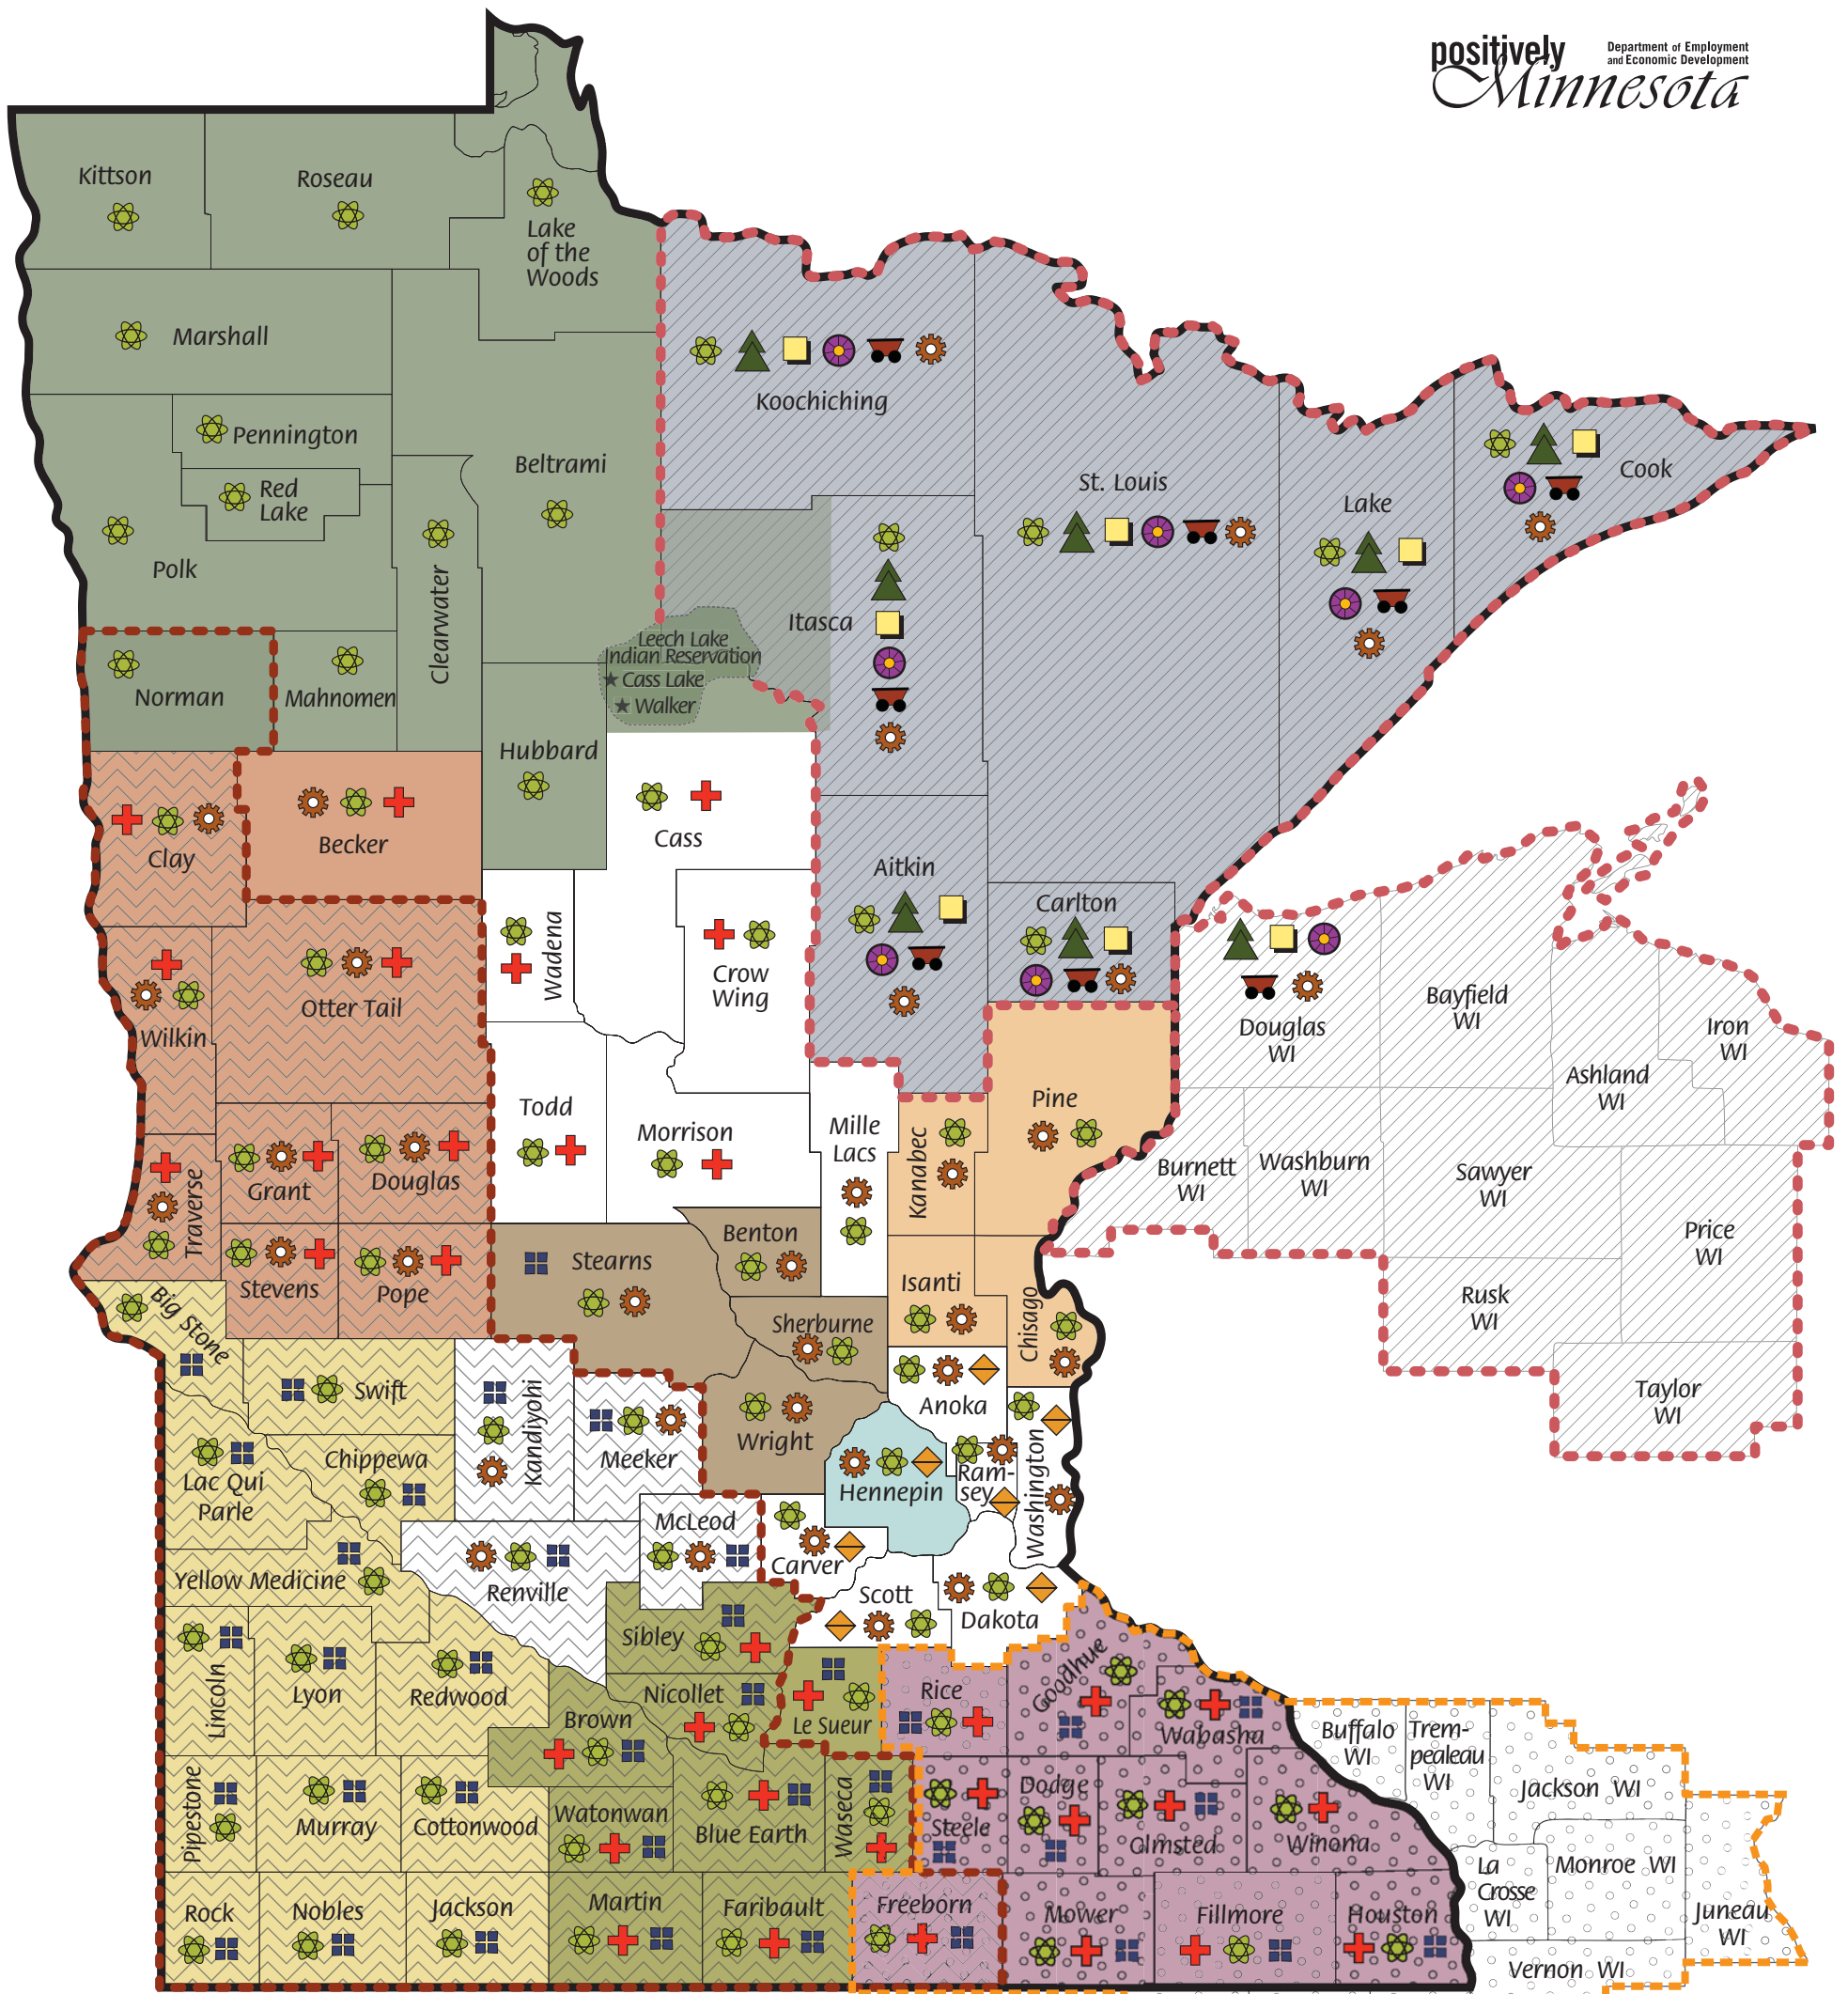 positively
Department of Employment
and Economic Development
Minnesota
Kittson
Roseau
Lake
of the
Woods
Marshall
Koochiching
Pennington
Beltrami
Red
Lake
Polk
Clearwater
St. Louis
Lake
Cook
Itasca
Leech Lake
Indian Reservation
★ Cass Lake
★ Walker
Norman
Mahnomen
Hubbard
Clay
Becker
Cass
Aitkin
Carlton
Wadena
Crow
Wing
Otter Tail
Wilkin
Douglas
WI
Bayfield
WI
Iron
WI
Ashland
WI
Todd
Morrison
Mille
Lacs
Kanabec
Pine
Burnett
WI
Washburn
WI
Sawyer
WI
Price
WI
Traverse
Grant
Douglas
Stevens
Pope
Stearns
Benton
Isanti
Chisago
Rusk
WI
Taylor
WI
Big Stone
Sherburne
Swift
Kandiyohi
Meeker
Wright
Anoka
Hennepin
Ram-
sey
Washington
Lac Qui
Parle
Chippewa
McLeod
Carver
Yellow Medicine
Renville
Scott
Dakota
Sibley
Lincoln
Lyon
Redwood
Nicollet
Le Sueur
Rice
Goodhue
Wabasha
Brown
Buffalo
WI
Trem-
pealeau
WI
Jackson WI
Pipestone
Murray
Cottonwood
Watonwan
Blue Earth
Waseca
Steele
Dodge
Olmsted
Winona
La
Crosse
WI
Monroe WI
Juneau
WI
Rock
Nobles
Jackson
Martin
Faribault
Freeborn
Mower
Fillmore
Houston
Vernon WI